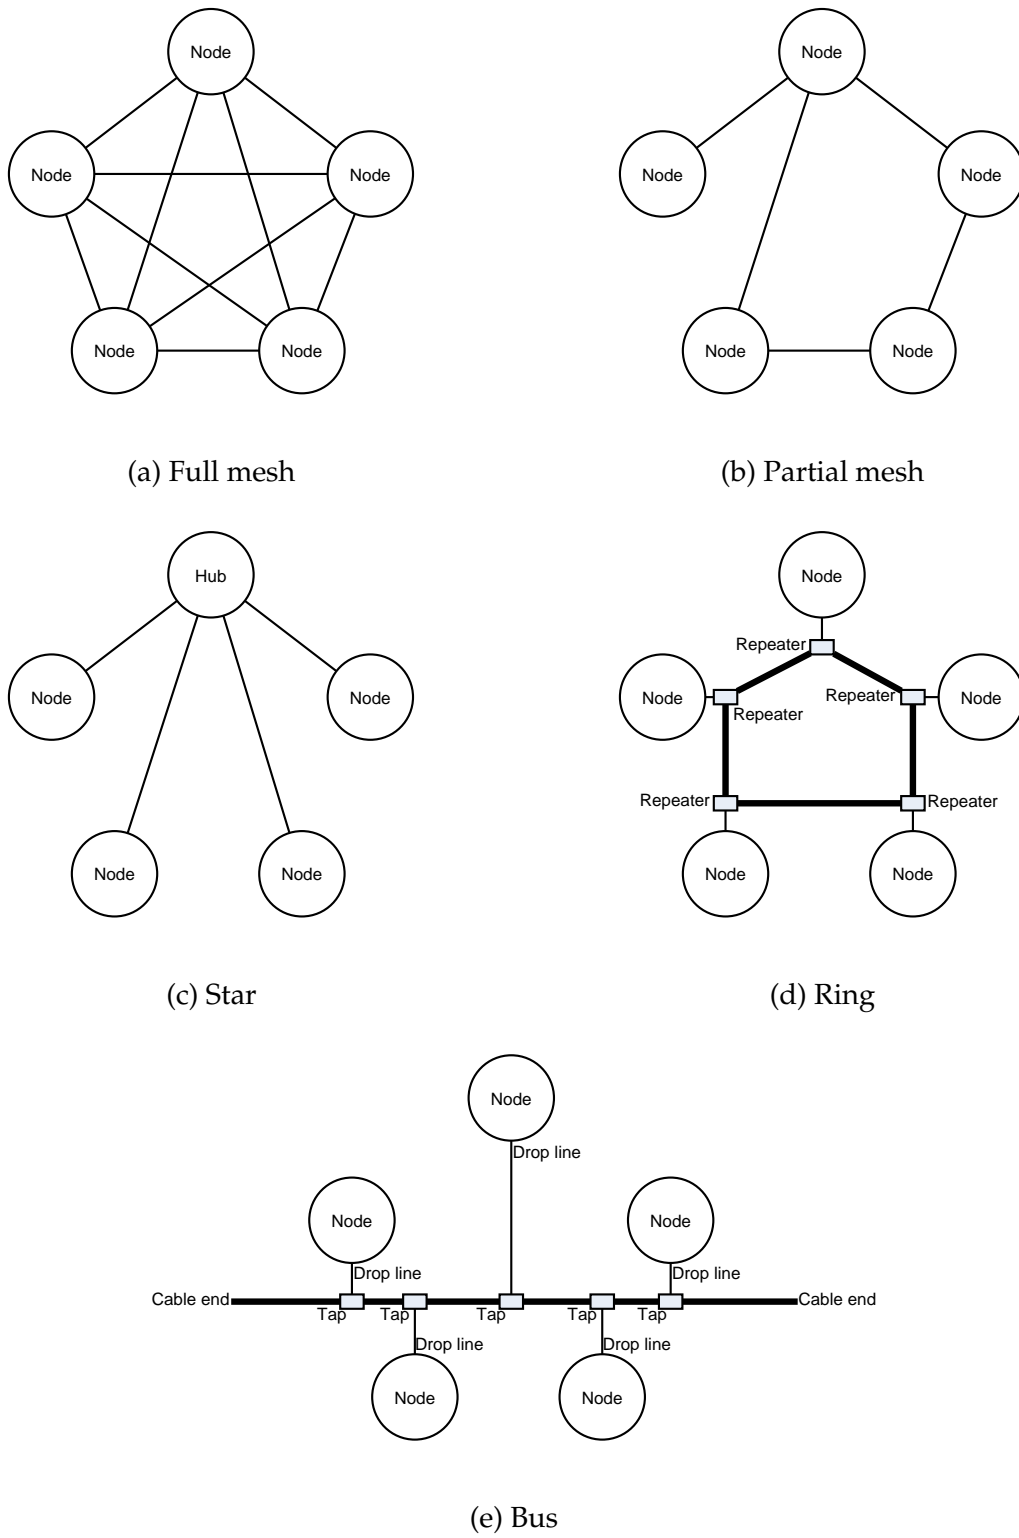 Node
Node
Node
Node
Node
(a) Full mesh
Node
Node
Node
Node
Node
(b) Partial mesh
Hub
Node
Node
Node
Node
(c) Star
Node
Repeater
Node
Repeater
Node
Repeater
Repeater
Repeater
Node
Node
(d) Ring
Node
Drop line
Node
Node
Drop line
Drop line
Cable end
Cable end
Tap
Tap
Tap
Tap
Tap
Drop line
Drop line
Node
Node
(e) Bus